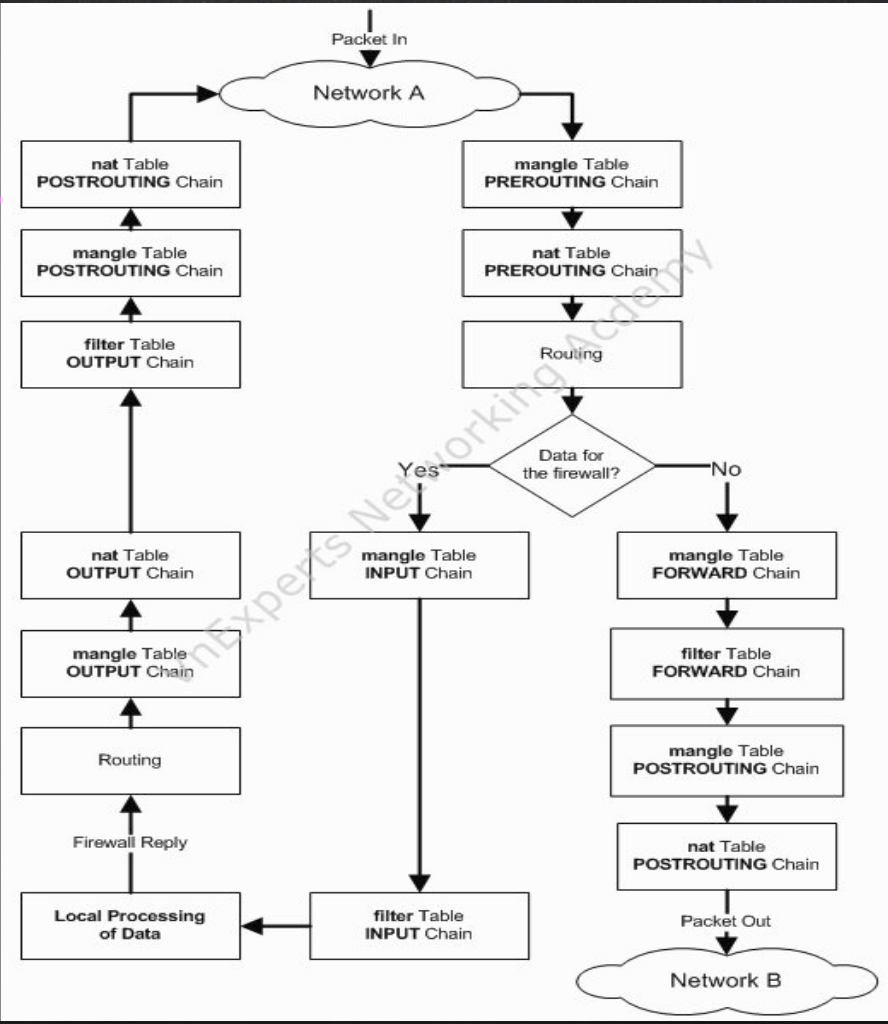 Packet In
Network A
nat Table
POSTROUTING Chain
mangle Table
POSTROUTING Chain
filter Table
OUTPUT Chain
nat Table
OUTPUT Chain
mangle Table
OUTPUT Chain
Routing
Firewall Reply
Local Processing
of Data
mangle Table
PREROUTING Chain
nat Table
PREROUTING Chain
Routing
Data for
the firewall?
Yes
No
mangle Table
INPUT Chain
filter Table
INPUT Chain
mangle Table
FORWARD Chain
filter Table
FORWARD Chain
mangle Table
POSTROUTING Chain
nat Table
POSTROUTING Chain
Packet Out
Network B
VnExperts Networking Acdemy